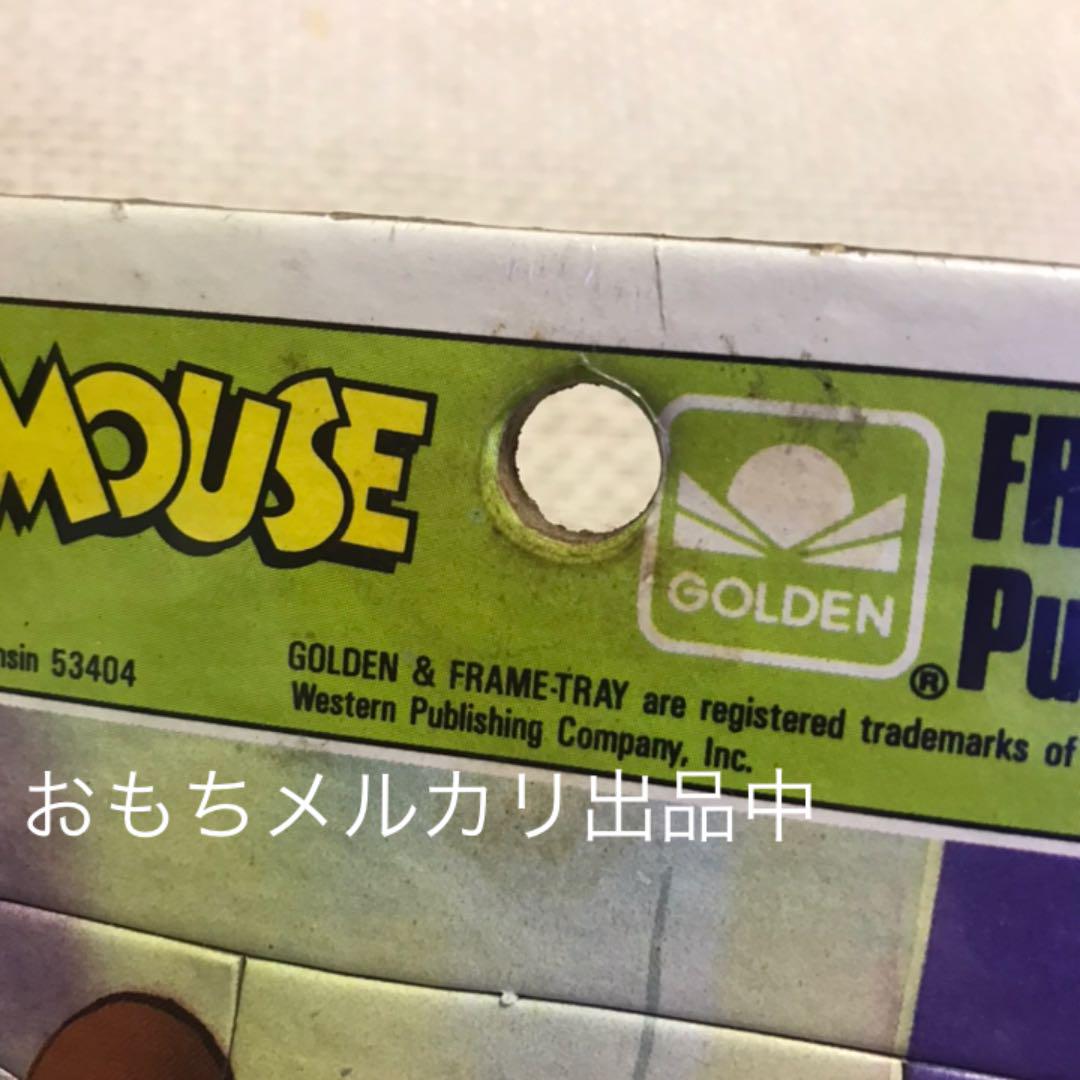 MOUSE
GOLDEN
®
FR
Pu
nsin 53404
GOLDEN & FRAME-TRAY are registered trademarks of
Western Publishing Company, Inc.
おもちメルカリ出品中